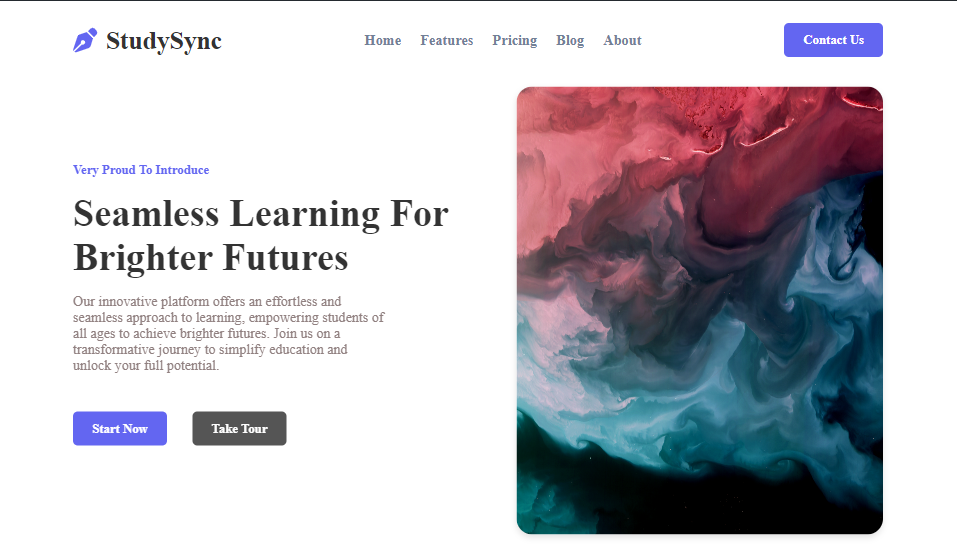 StudySync
Home Features Pricing Blog About
Contact Us
Very Proud To Introduce
Seamless Learning For
Brighter Futures
Our innovative platform offers an effortless and
seamless approach to learning, empowering students of
all ages to achieve brighter futures. Join us on a
transformative journey to simplify education and
unlock your full potential.
Start Now
Take Tour